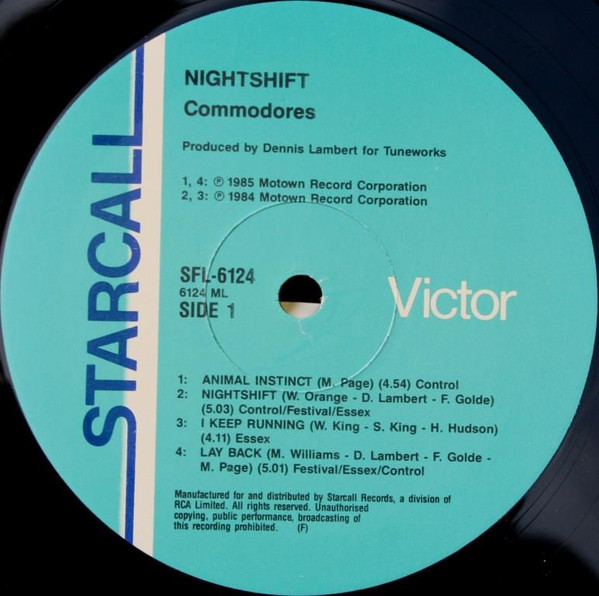 STARCALL
NIGHTSHIFT
Commodores
Produced by Dennis Lambert for Tuneworks
1, 4: ℗ 1985 Motown Record Corporation
2, 3: ℗ 1984 Motown Record Corporation
SFL-6124
6124 ML
SIDE 1
Victor
1: ANIMAL INSTINCT (M. Page) (4.54) Control
2: NIGHTSHIFT (W. Orange - D. Lambert - F. Golde)
(5.03) Control/Festival/Essex
3: I KEEP RUNNING (W. King - S. King - H. Hudson)
(4.11) Essex
4: LAY BACK (M. Williams - D. Lambert - F. Golde -
M. Page) (5.01) Festival/Essex/Control
Manufactured for and distributed by Starcall Records, a division of
RCA Limited. All rights reserved. Unauthorised
copying, public performance, broadcasting of
this recording prohibited. (F)